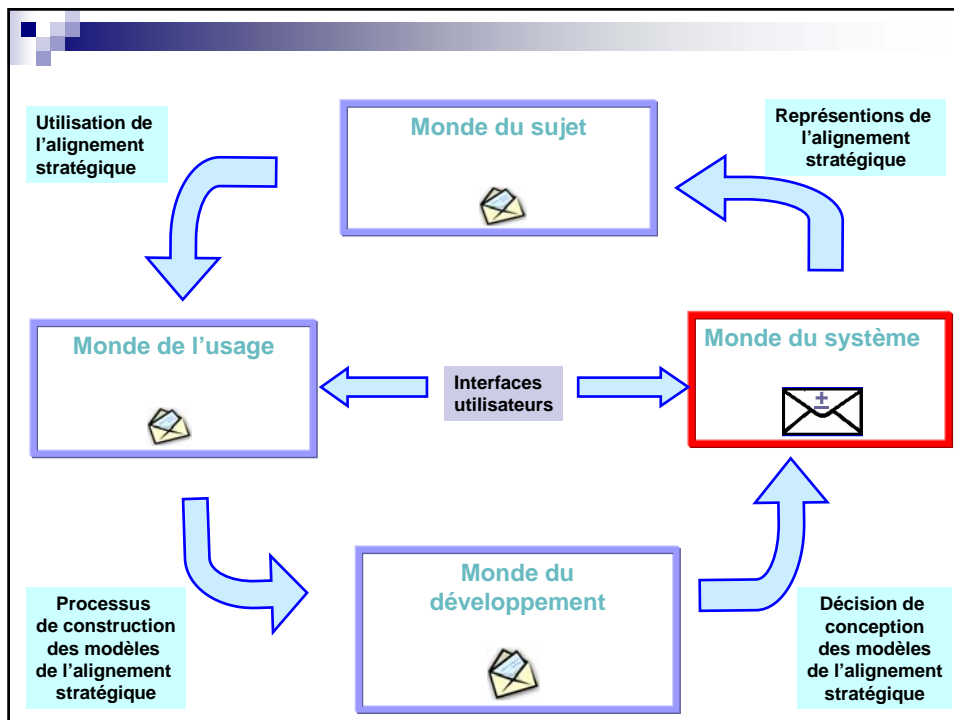 Utilisation de
l'alignement
stratégique
Monde du sujet
Représentions de
l'alignement
stratégique
Monde de l'usage
Interfaces
utilisateurs
Monde du système
±
Processus
de construction
des modèles
de l'alignement
stratégique
Monde du
développement
Décision de
conception
des modèles
de l'alignement
stratégique